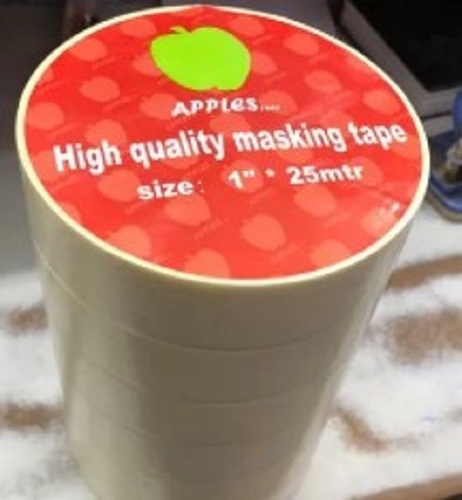 APPLES
High quality masking tape
size: 1" * 25mtr